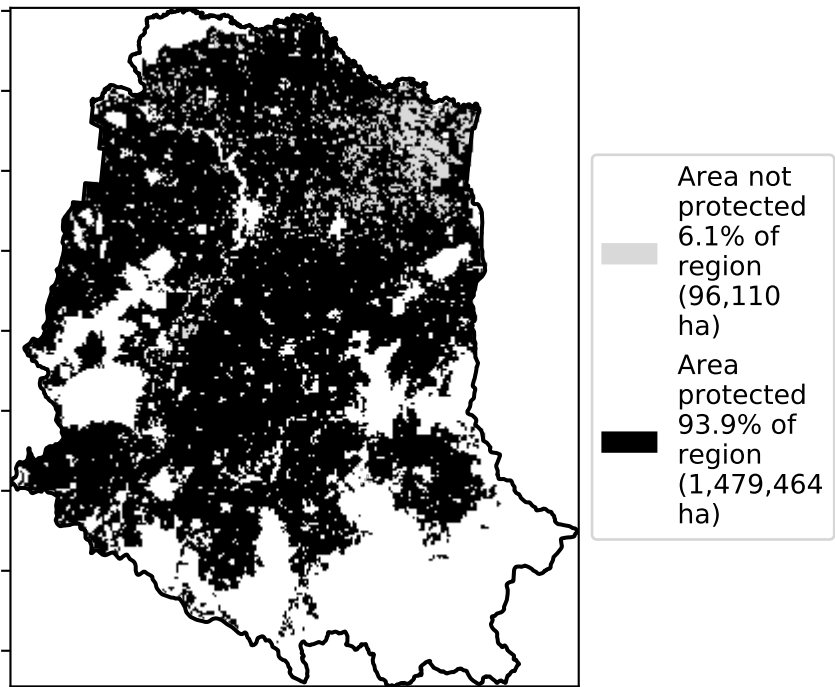 Area not
protected
6.1% of
region
(96,110
ha)
Area
protected
93.9% of
region
(1,479,464
ha)